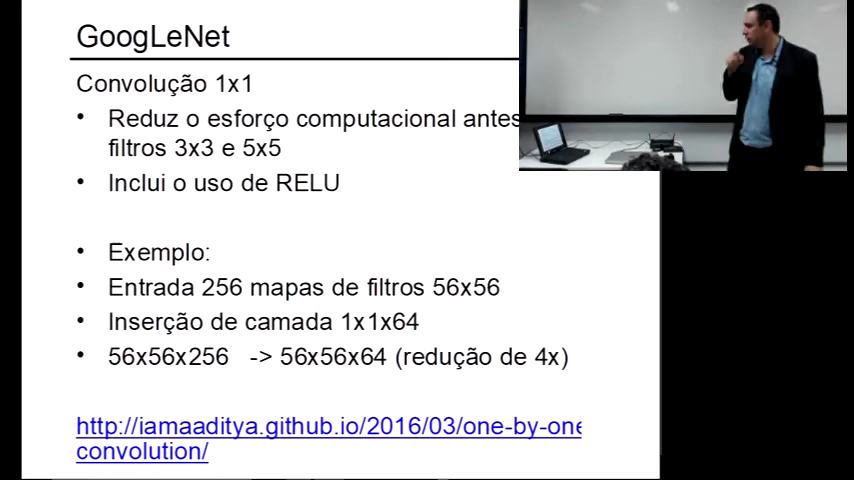 GoogLeNet
Convolução 1x1
• Reduz o esforço computacional antes
filtros 3x3 e 5x5
• Inclui o uso de RELU
• Exemplo:
• Entrada 256 mapas de filtros 56x56
• Inserção de camada 1x1x64
• 56x56x256 -> 56x56x64 (redução de 4x)
http://iamaaditya.github.io/2016/03/one-by-one
convolution/